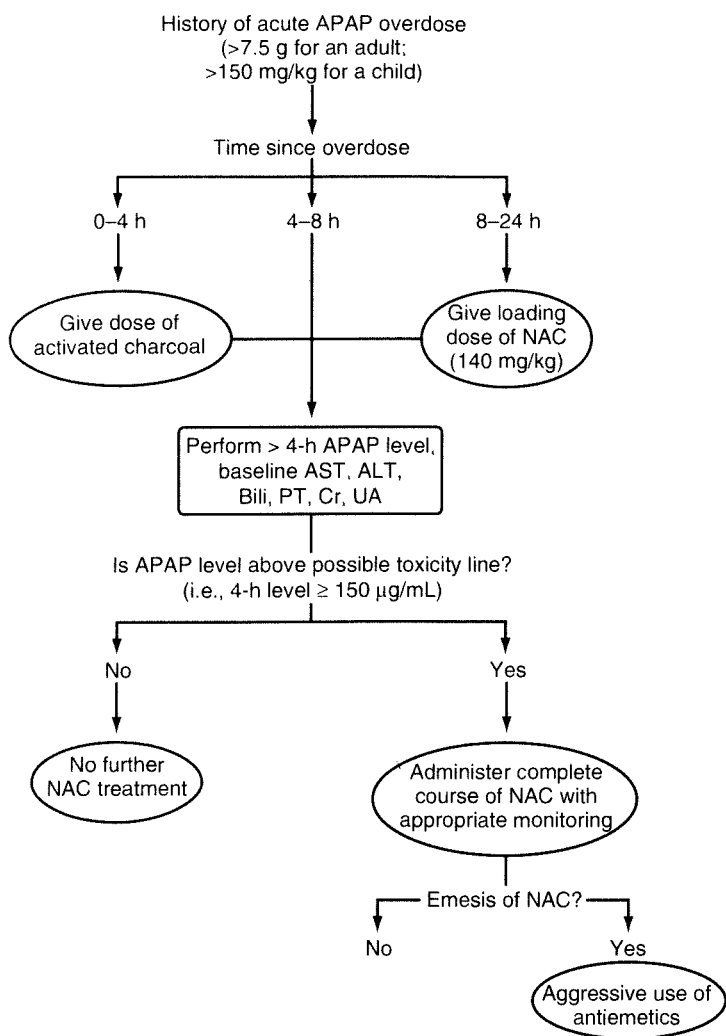 History of acute APAP overdose
(>7.5 g for an adult;
>150 mg/kg for a child)
Time since overdose
0–4 h
4–8 h
8–24 h
Give dose of
activated charcoal
Give loading
dose of NAC
(140 mg/kg)
Perform > 4-h APAP level,
baseline AST, ALT,
Bili, PT, Cr, UA
Is APAP level above possible toxicity line?
(i.e., 4-h level ≥ 150 μg/mL)
No
Yes
No further
NAC treatment
Administer complete
course of NAC with
appropriate monitoring
Emesis of NAC?
No
Yes
Aggressive use of
antiemetics